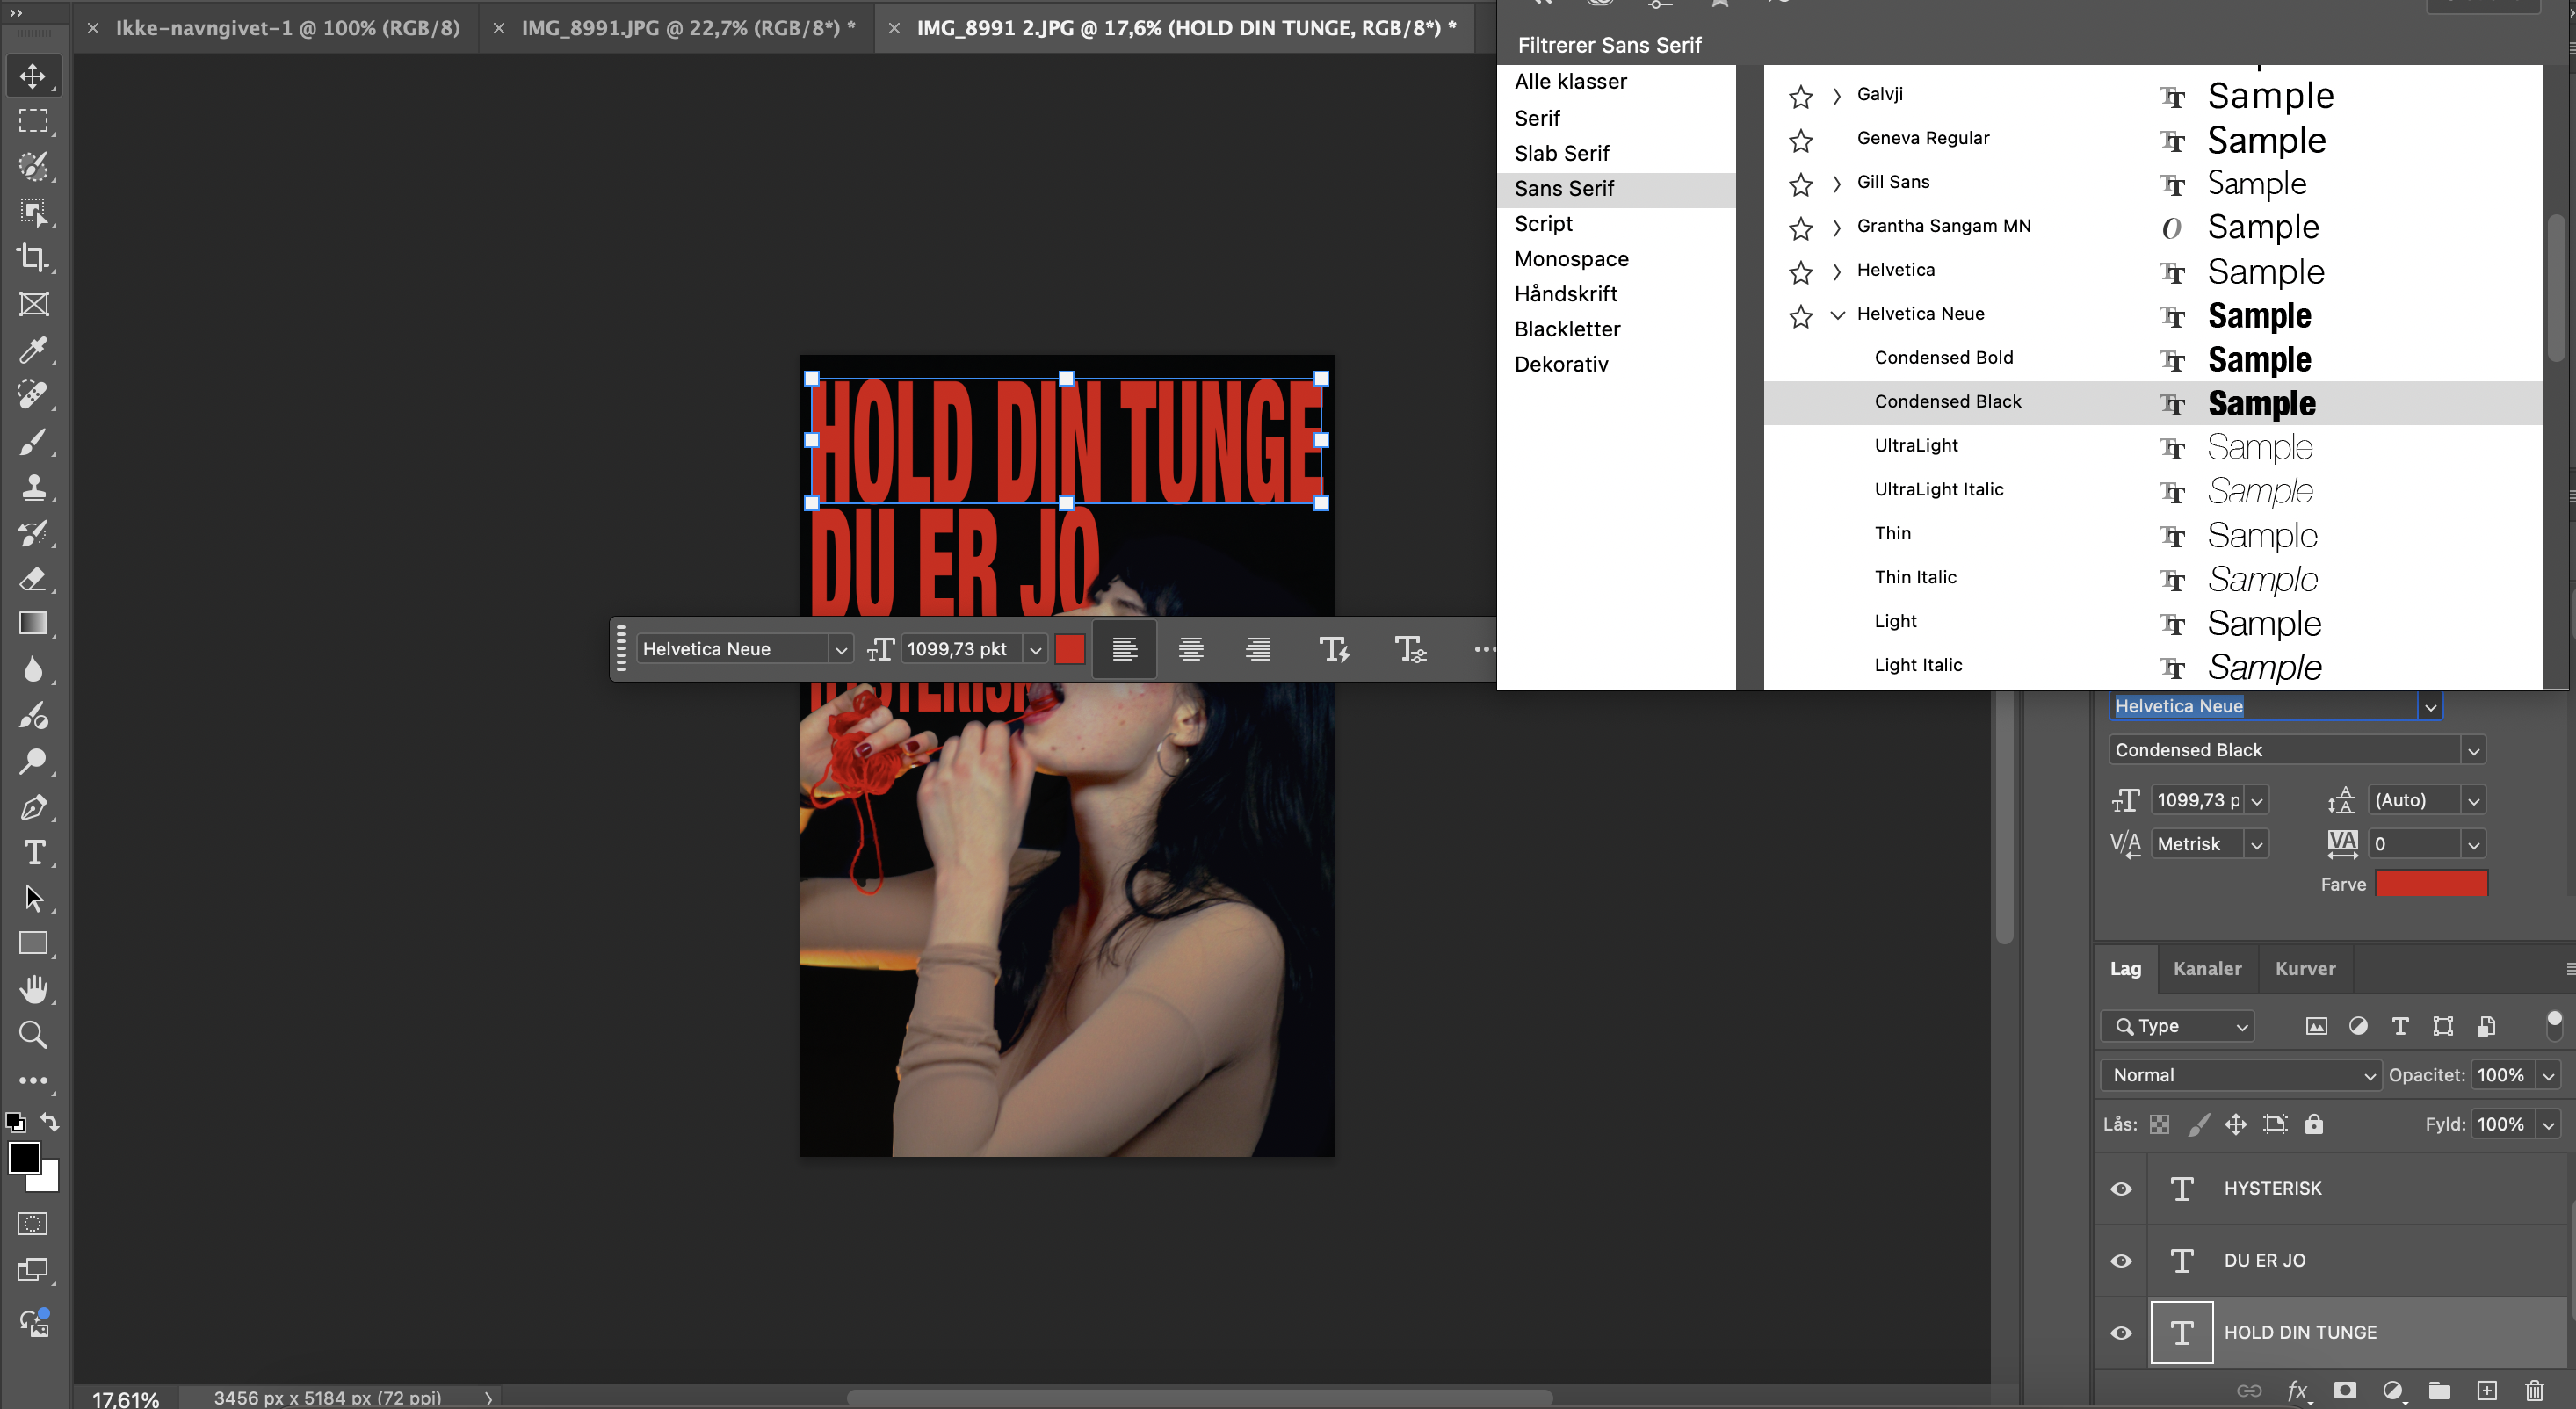 Ikke-navngivet-1 @ 100% (RGB/8)
IMG_8991.JPG @ 22,7% (RGB/8*) *
IMG_8991 2.JPG @ 17,6% (HOLD DIN TUNGE, RGB/8*) *
Filtrerer Sans Serif
Alle klasser
Serif
Slab Serif
Sans Serif
Script
Monospace
Håndskrift
Blackletter
Dekorativ
Galvji Sample
Geneva Regular Sample
Gill Sans Sample
Grantha Sangam MN Sample
Helvetica Sample
Helvetica Neue Sample
Condensed Bold Sample
Condensed Black Sample
UltraLight Sample
UltraLight Italic Sample
Thin Sample
Thin Italic Sample
Light Sample
Light Italic Sample
HOLD DIN TUNGE
DU ER JO
HYSTERISK
Helvetica Neue
1099,73 pkt
Helvetica Neue
Condensed Black
1099,73 p
(Auto)
Metrisk
0
Farve
Lag
Kanaler
Kurver
Type
Normal
Opacitet: 100%
Lås:
Fyld: 100%
HYSTERISK
DU ER JO
HOLD DIN TUNGE
fx
17,61%
3456 px x 5184 px (72 ppi)